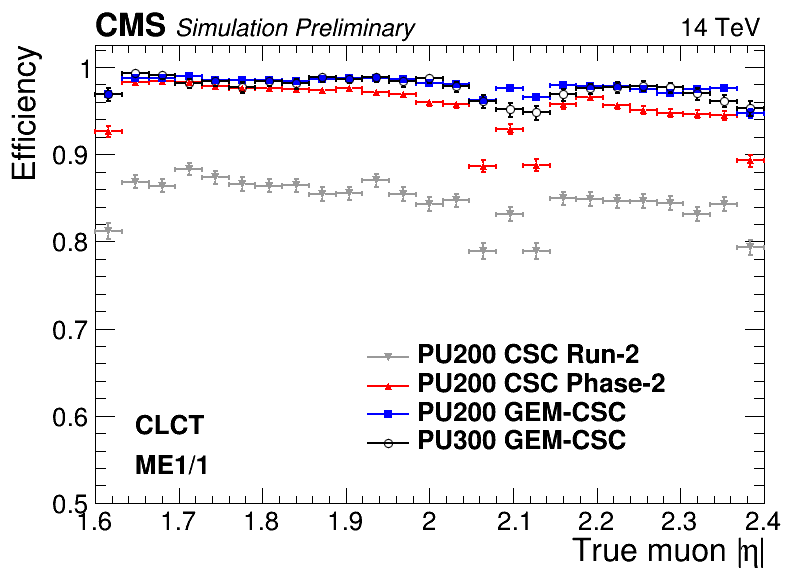 CMS Simulation Preliminary 14 TeV
Efficiency
1
0.9
0.8
0.7
0.6
0.5
PU200 CSC Run-2
PU200 CSC Phase-2
PU200 GEM-CSC
PU300 GEM-CSC
CLCT
ME1/1
1.6 1.7 1.8 1.9 2 2.1 2.2 2.3 2.4
True muon |η|